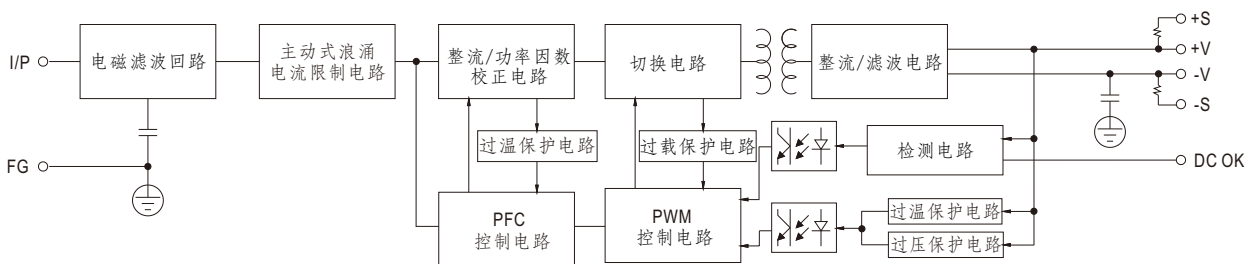 I/P
电磁滤波回路
主动式浪涌
电流限制电路
整流/功率因数
校正电路
切换电路
整流/滤波电路
+S
+V
-V
-S
FG
过温保护电路
过载保护电路
检测电路
DC OK
PFC
控制电路
PWM
控制电路
过温保护电路
过压保护电路